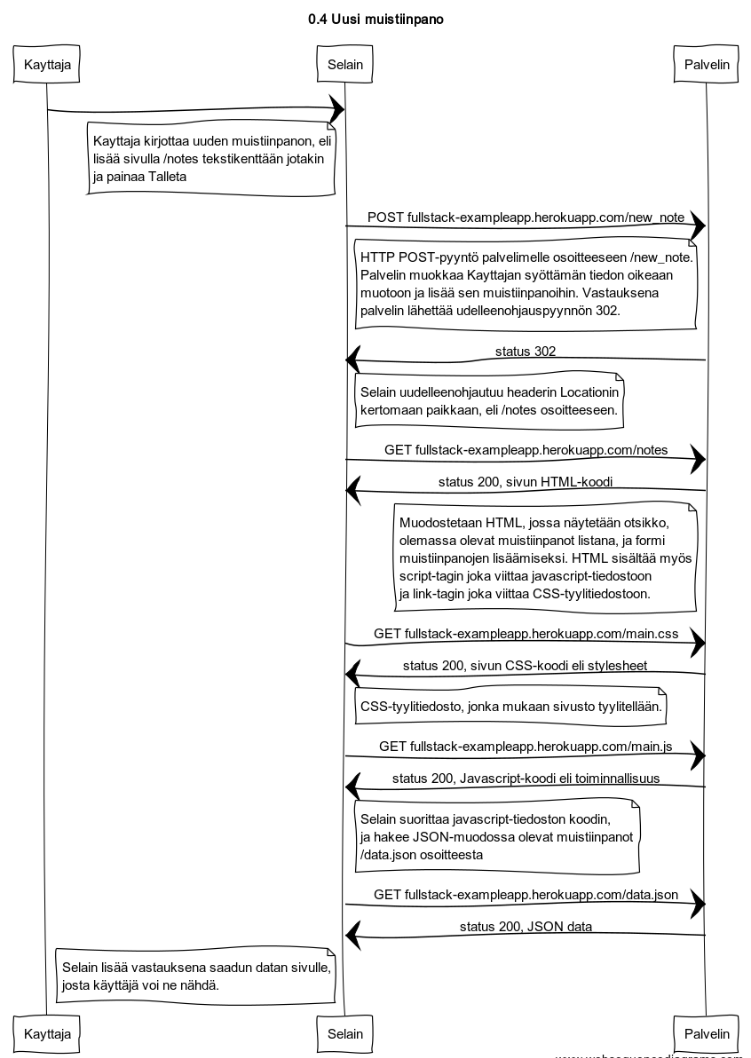 0.4 Uusi muistiinpano
Kayttaja
Selain
Palvelin
Kayttaja kirjottaa uuden muistiinpanon, eli
lisää sivulla /notes tekstikenttään jotakin
ja painaa Talleta
POST fullstack-exampleapp.herokuapp.com/new_note
HTTP POST-pyyntö palvelimelle osoitteeseen /new_note.
Palvelin muokkaa Kayttajan syöttämän tiedon oikeaan
muotoon ja lisää sen muistiinpanoihin. Vastauksena
palvelin lähettää udelleenohjauspyynnön 302.
status 302
Selain uudelleenohjautuu headerin Locationin
kertomaan paikkaan, eli /notes osoitteeseen.
GET fullstack-exampleapp.herokuapp.com/notes
status 200, sivun HTML-koodi
Muodostetaan HTML, jossa näytetään otsikko,
olemassa olevat muistiinpanot listana, ja formi
muistiinpanojen lisäämiseksi. HTML sisältää myös
script-tagin joka viittaa javascript-tiedostoon
ja link-tagin joka viittaa CSS-tyylitiedostoon.
GET fullstack-exampleapp.herokuapp.com/main.css
status 200, sivun CSS-koodi eli stylesheet
CSS-tyylitiedosto, jonka mukaan sivusto tyylitellään.
GET fullstack-exampleapp.herokuapp.com/main.js
status 200, Javascript-koodi eli toiminnallisuus
Selain suorittaa javascript-tiedoston koodin,
ja hakee JSON-muodossa olevat muistiinpanot
/data.json osoitteesta
GET fullstack-exampleapp.herokuapp.com/data.json
status 200, JSON data
Selain lisää vastauksena saadun datan sivulle,
josta käyttäjä voi ne nähdä.
Kayttaja
Selain
Palvelin